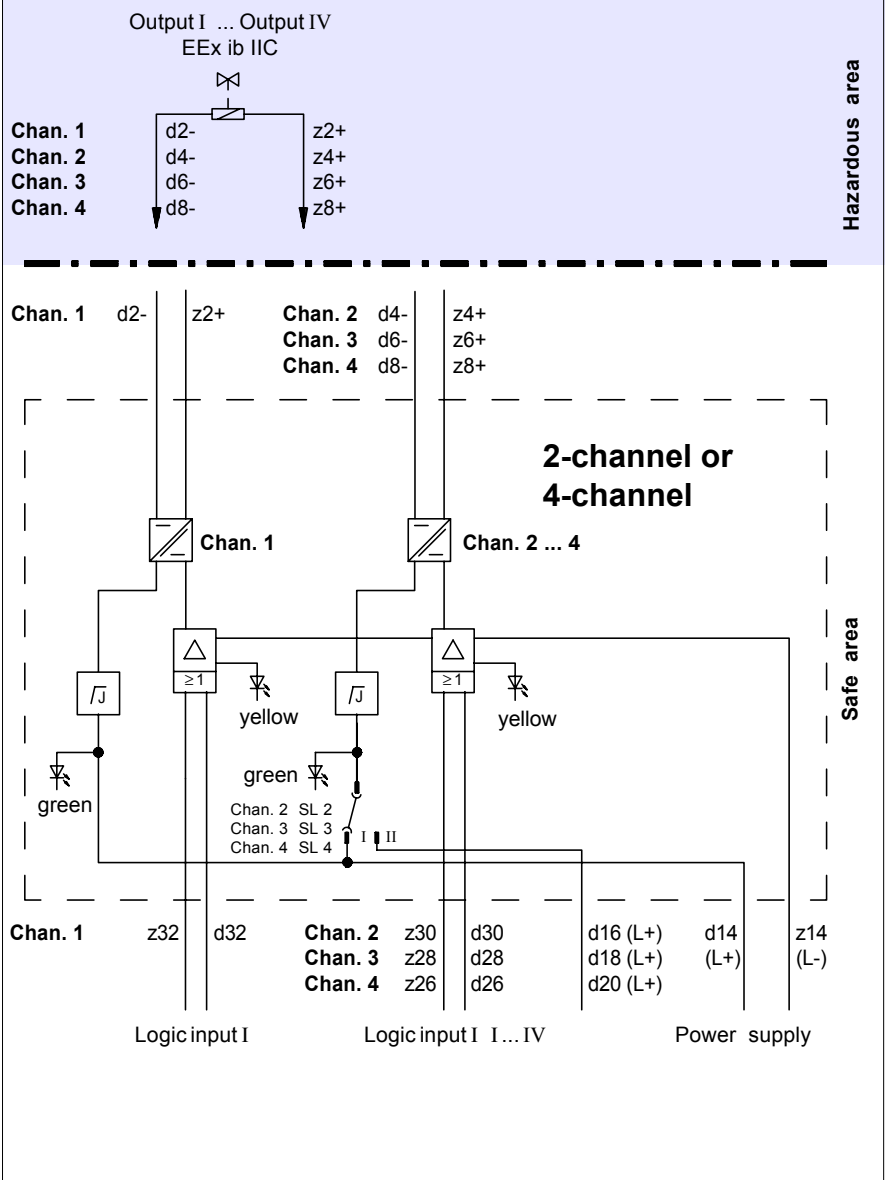 Output I ... Output IV
EEx ib IIC
Hazardous area
Chan. 1 d2- z2+
Chan. 2 d4- z4+
Chan. 3 d6- z6+
Chan. 4 d8- z8+
Chan. 1 d2- z2+ Chan. 2 d4- z4+
Chan. 3 d6- z6+
Chan. 4 d8- z8+
2-channel or
4-channel
Chan. 1 Chan. 2 ... 4
Safe area
≥1 ≥1
J J
yellow yellow
green green
Chan. 2 SL 2
Chan. 3 SL 3 I II
Chan. 4 SL 4
Chan. 1 z32 d32 Chan. 2 z30 d30 d16 (L+) d14 z14
Chan. 3 z28 d28 d18 (L+) (L+) (L-)
Chan. 4 z26 d26 d20 (L+)
Logic input I Logic input I I ... IV Power supply